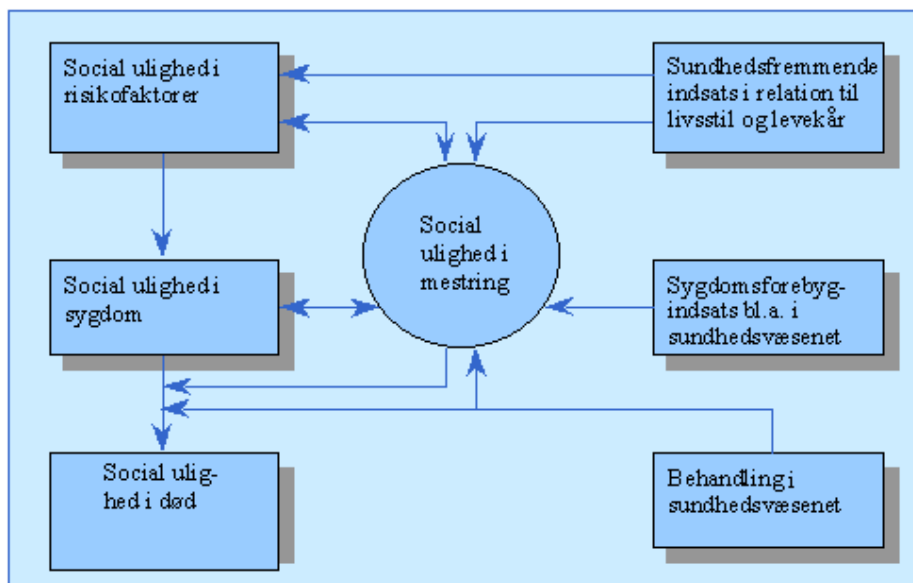 Social ulighed i
risikofaktorer
Sundhedsfremmende
indsats i relation til
livsstil og levekår
Social
ulighed i
mestring
Social ulighed i
sygdom
Sygdomsforebyg-
indsats bl.a. i
sundhedsvæsenet
Social ulig-
hed i død
Behandling i
sundhedsvæsenet